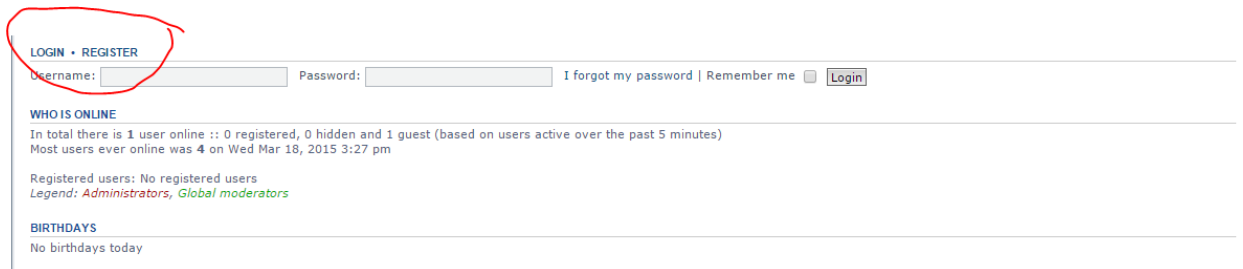 LOGIN • REGISTER
Username: Password: I forgot my password | Remember me Login
WHO IS ONLINE
In total there is 1 user online :: 0 registered, 0 hidden and 1 guest (based on users active over the past 5 minutes)
Most users ever online was 4 on Wed Mar 18, 2015 3:27 pm
Registered users: No registered users
Legend: Administrators, Global moderators
BIRTHDAYS
No birthdays today